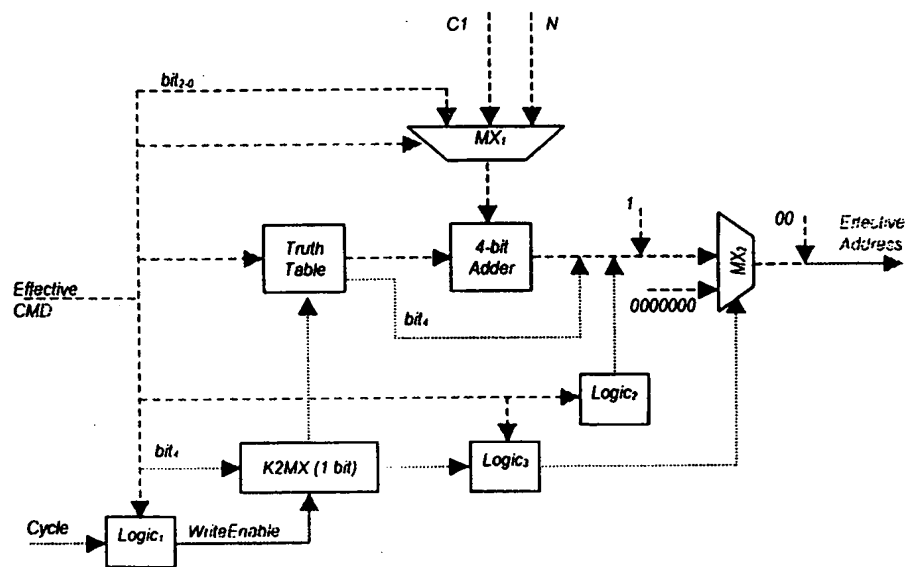 C1 N
bit2-0
MX1
1
00
Effective
Address
Truth
Table
4-bit
Adder
MX2
Effective
CMD
bit4
0000000
Logic2
bit4
K2MX (1 bit)
Logic3
Cycle
Logic1
WriteEnable